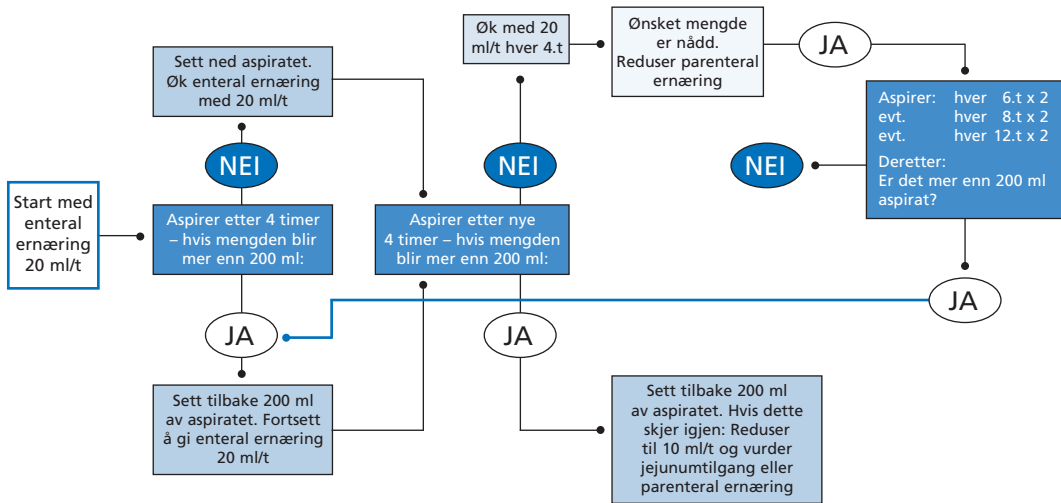 Start med
enteral
ernæring
20 ml/t
Sett ned aspiratet.
Øk enteral ernæring
med 20 ml/t
NEI
Aspirer etter 4 timer
– hvis mengden blir
mer enn 200 ml:
JA
Sett tilbake 200 ml
av aspiratet. Fortsett
å gi enteral ernæring
20 ml/t
Øk med 20
ml/t hver 4.t
NEI
Aspirer etter nye
4 timer – hvis mengden
blir mer enn 200 ml:
JA
Sett tilbake 200 ml
av aspiratet. Hvis dette
skjer igjen: Reduser
til 10 ml/t og vurder
jejunumtilgang eller
parenteral ernæring
Ønsket mengde
er nådd.
Reduser parenteral
ernæring
JA
Aspirer: hver 6.t x 2
evt. hver 8.t x 2
evt. hver 12.t x 2
Deretter:
Er det mer enn 200 ml
aspirat?
NEI
JA